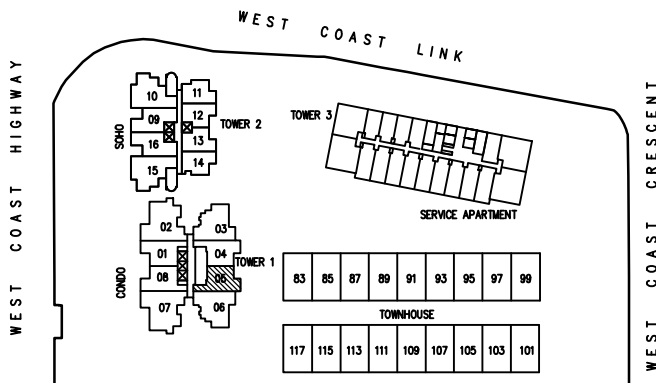 WEST COAST LINK
WEST COAST HIGHWAY
WEST COAST CRESCENT
SOHO
10
11
09
12
TOWER 2
16
13
15
14
TOWER 3
SERVICE APARTMENT
CONDO
02
03
01
04
TOWER 1
08
05
07
06
83 85 87 89 91 93 95 97 99
TOWNHOUSE
117 115 113 111 109 107 105 103 101